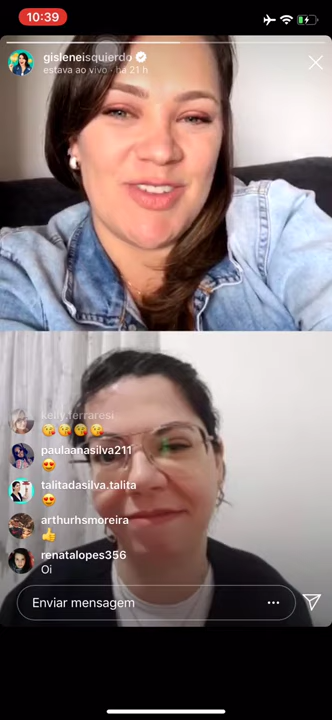 10:39
gisleneisquierdo
estava ao vivo · há 21 h
kelly.ferraresi
😘😘😘😘
paulaanasilva211
😍
talitadasilva.talita
😍
arthurhsmoreira
👍
renatalopes356
Oi
Enviar mensagem